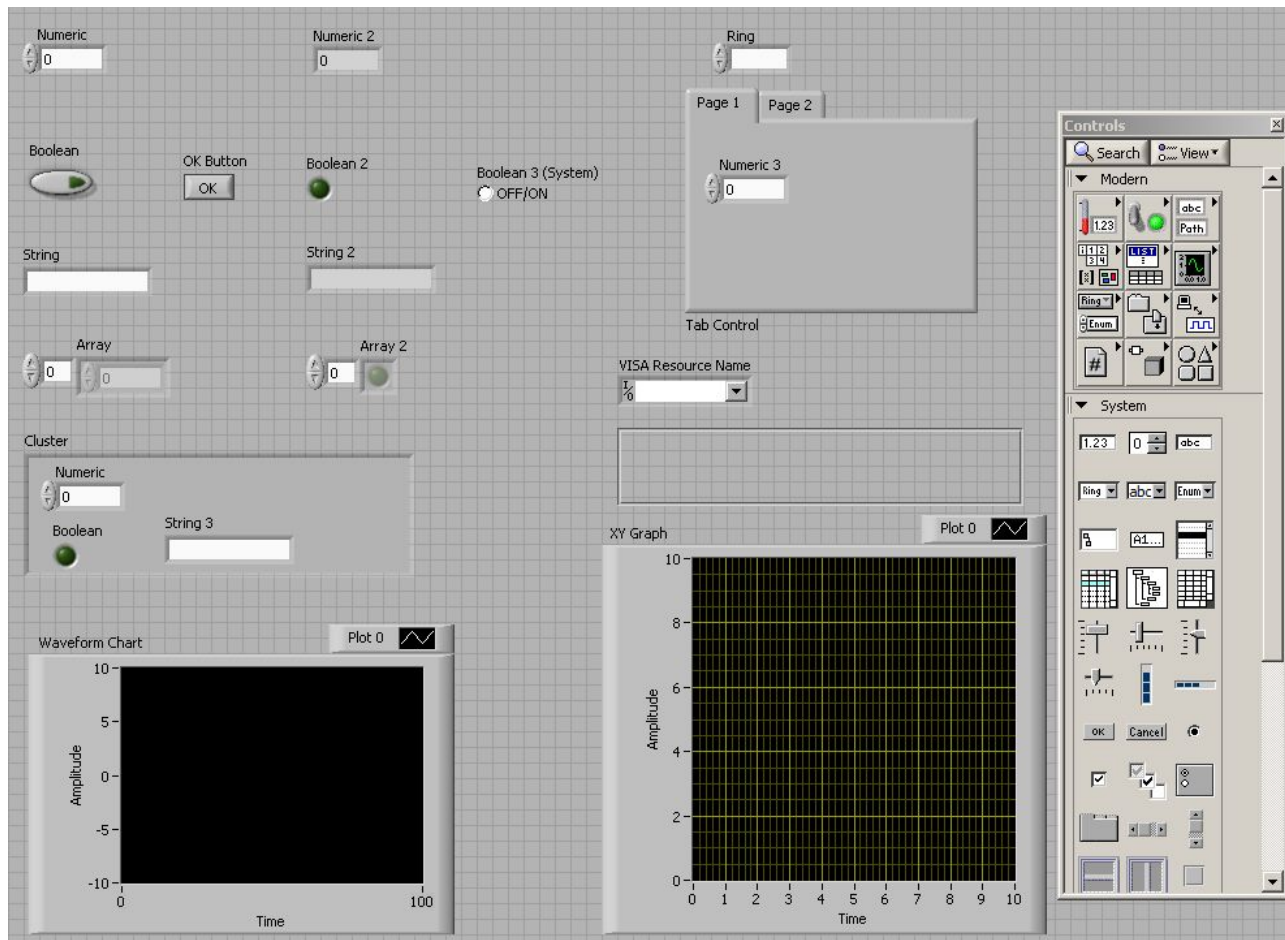 Numeric
0
Numeric 2
0
Ring
Page 1
Page 2
Numeric 3
0
Tab Control
Boolean
OK Button
OK
Boolean 2
Boolean 3 (System)
OFF/ON
String
String 2
Array
0
0
Array 2
0
VISA Resource Name
I/O
Cluster
Numeric
0
Boolean
String 3
Waveform Chart
Plot 0
Amplitude
10
5
0
-5
-10
0
100
Time
XY Graph
Plot 0
Amplitude
10
8
6
4
2
0
0 1 2 3 4 5 6 7 8 9 10
Time
Controls
Search
View
Modern
1.23
abc
Path
1 2
3 4
LIST
Ring
Enum
#
System
1.23
0
abc
Ring
abc
Enum
A1...
OK
Cancel